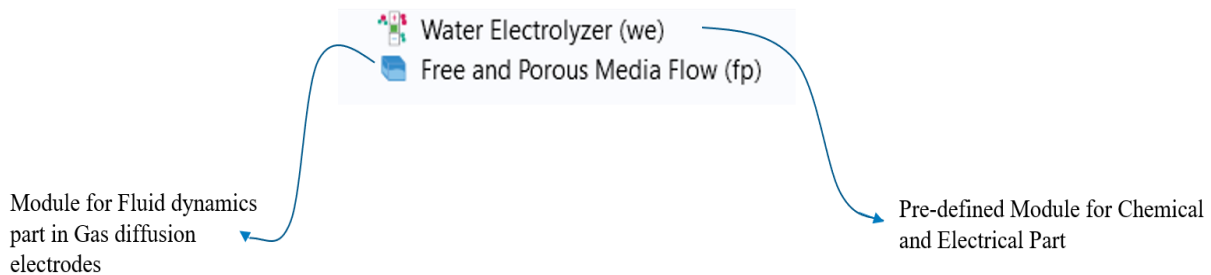 Water Electrolyzer (we)
Free and Porous Media Flow (fp)
Module for Fluid dynamics
part in Gas diffusion
electrodes
Pre-defined Module for Chemical
and Electrical Part